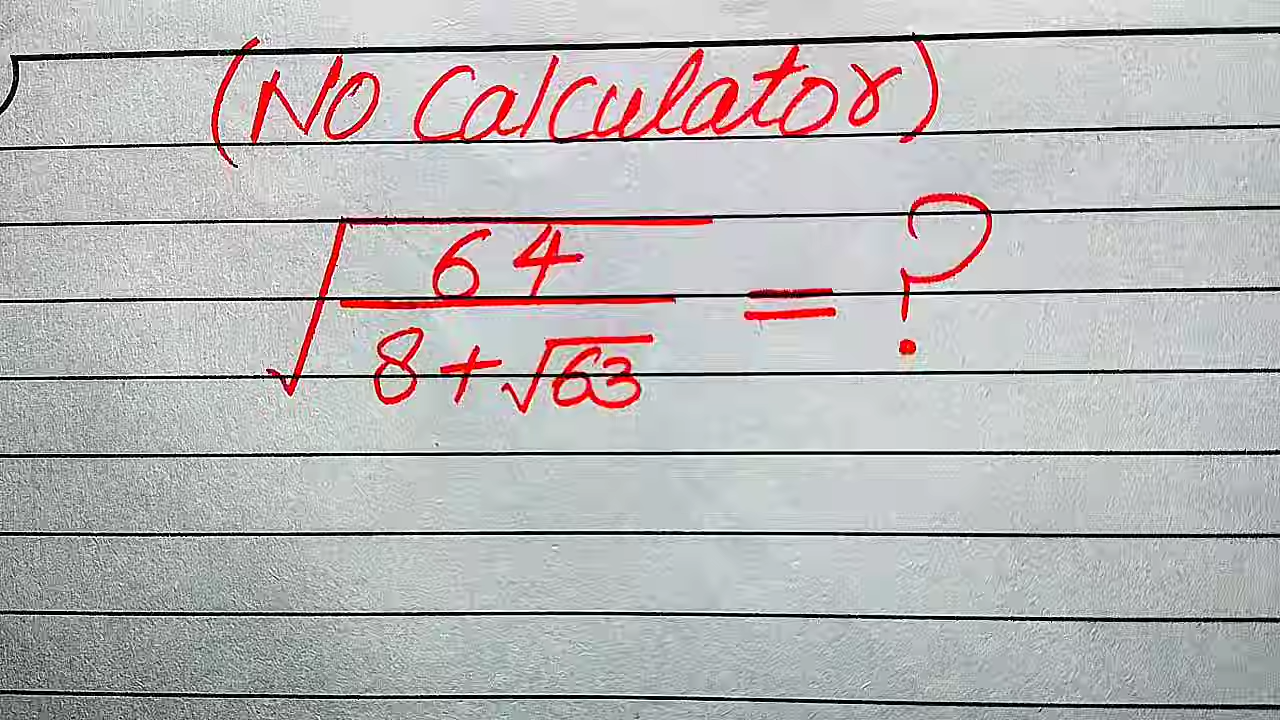 (No Calculator)
√(64 / (8 + √63)) = ?